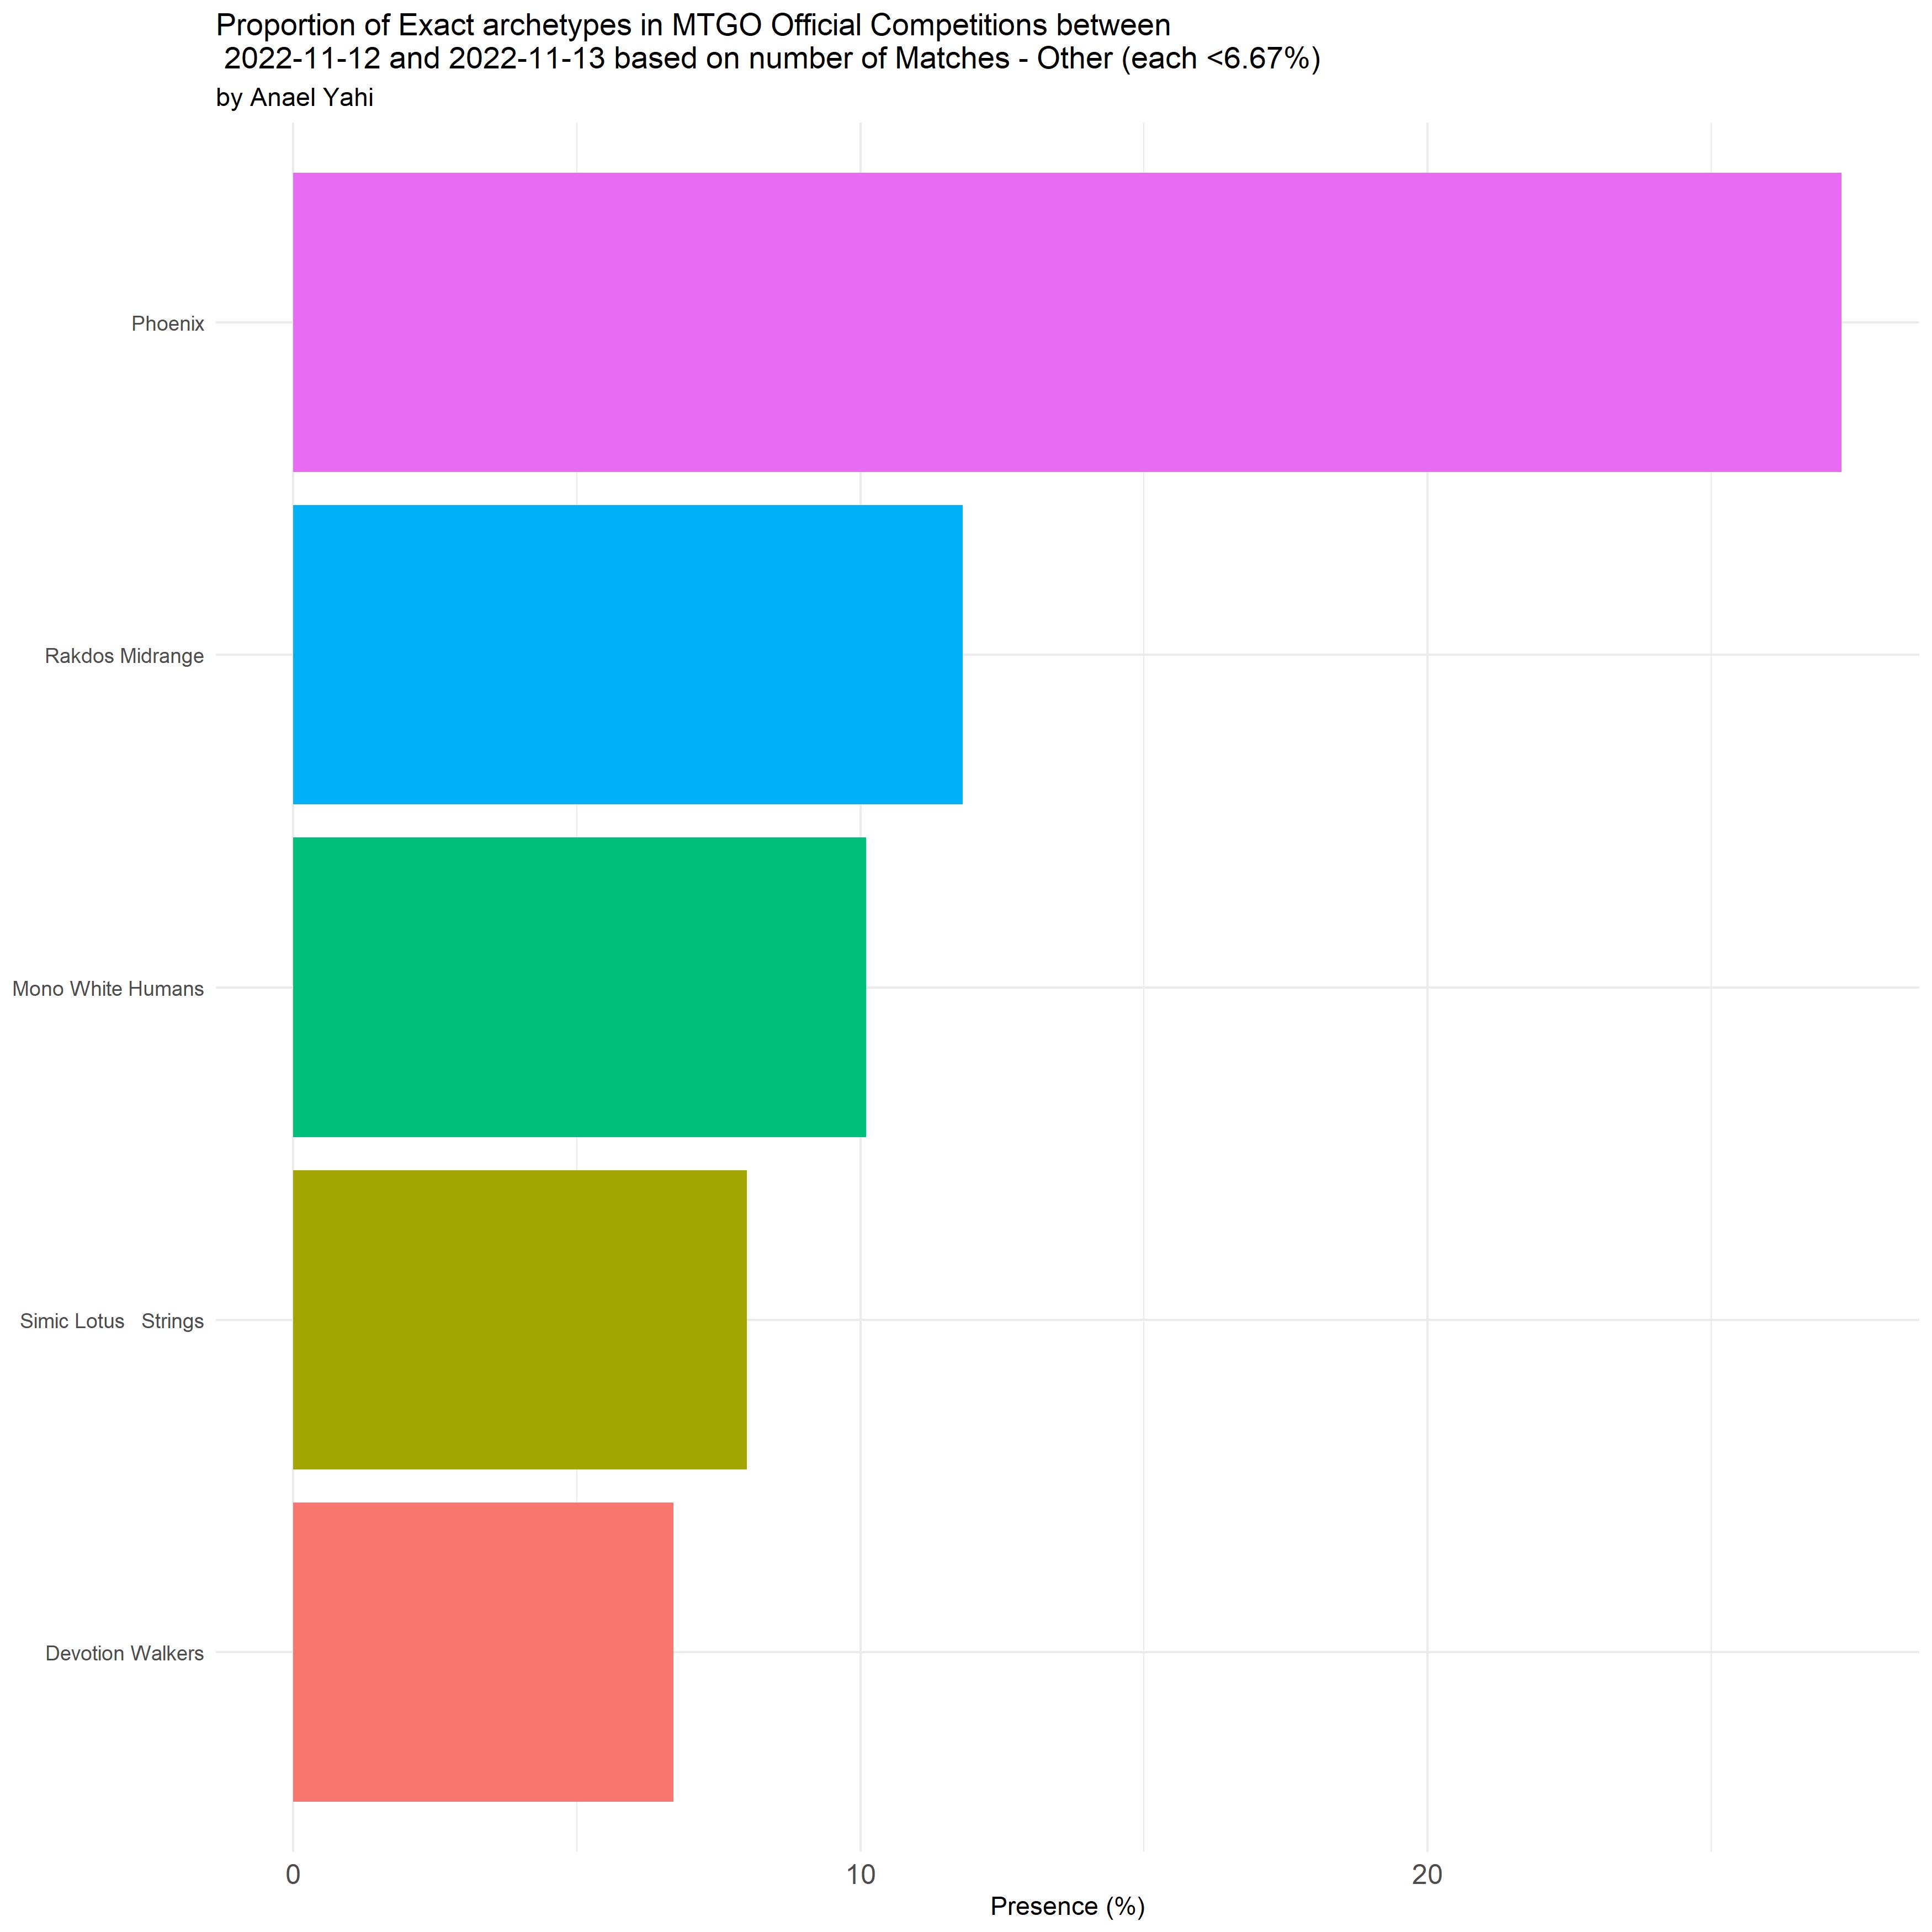 Proportion of Exact archetypes in MTGO Official Competitions between
2022-11-12 and 2022-11-13 based on number of Matches - Other (each <6.67%)
by Anael Yahi
Phoenix
Rakdos Midrange
Mono White Humans
Simic Lotus   Strings
Devotion Walkers
0 10 20
Presence (%)